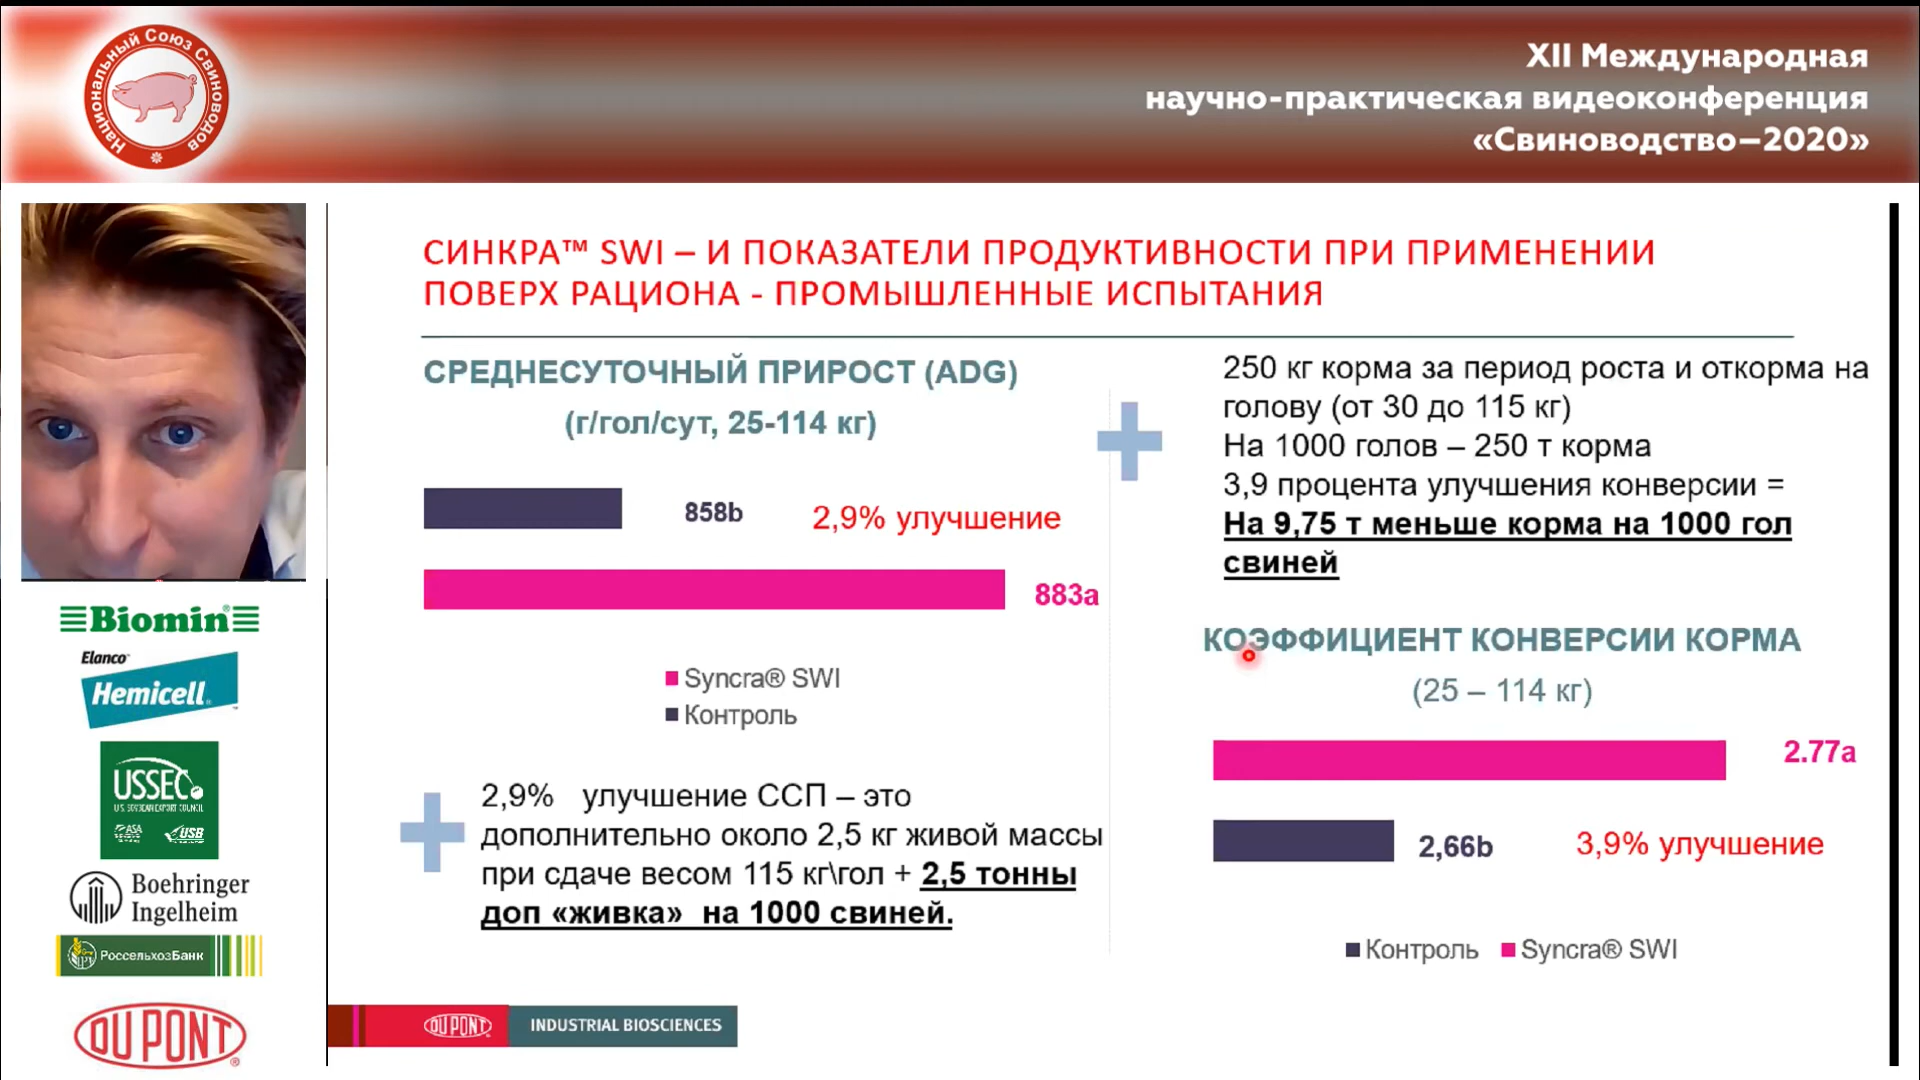 Национальный Союз Свиноводов
XII Международная
научно-практическая видеоконференция
«Свиноводство–2020»
СИНКРА™ SWI – И ПОКАЗАТЕЛИ ПРОДУКТИВНОСТИ ПРИ ПРИМЕНЕНИИ
ПОВЕРХ РАЦИОНА - ПРОМЫШЛЕННЫЕ ИСПЫТАНИЯ
СРЕДНЕСУТОЧНЫЙ ПРИРОСТ (ADG)
(г/гол/сут, 25-114 кг)
858b
2,9% улучшение
883a
Syncra® SWI
Контроль
2,9% улучшение ССП – это
дополнительно около 2,5 кг живой массы
при сдаче весом 115 кг\гол + 2,5 тонны
доп «живка» на 1000 свиней.
250 кг корма за период роста и откорма на
голову (от 30 до 115 кг)
На 1000 голов – 250 т корма
3,9 процента улучшения конверсии =
На 9,75 т меньше корма на 1000 гол
свиней
КОЭФФИЦИЕНТ КОНВЕРСИИ КОРМА
(25 – 114 кг)
2.77a
2,66b
3,9% улучшение
Контроль
Syncra® SWI
Biomin®
Elanco
Hemicell
USSEC
U.S. SOYBEAN EXPORT COUNCIL
ASA
USB
Boehringer
Ingelheim
РоссельхозБанк
DUPONT®
DUPONT
INDUSTRIAL BIOSCIENCES